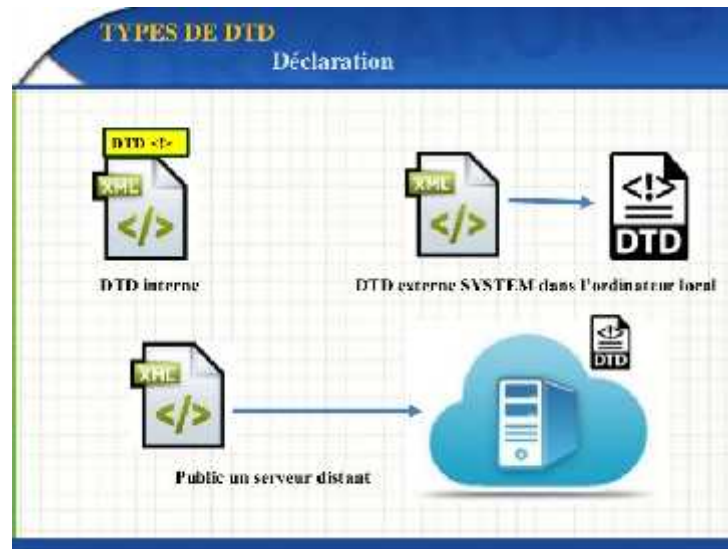 TYPES DE DTD
Déclaration
DTD <!>
XML
</>
DTD interne
XML
</>
<!>
DTD
DTD externe SYSTEM dans l'ordinateur local
XML
</>
<!>
DTD
Public un serveur distant